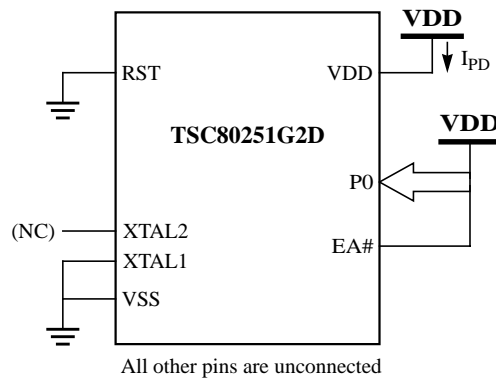 VDD
RST
VDD
I_PD
TSC80251G2D
VDD
P0
(NC)
XTAL2
EA#
XTAL1
VSS
All other pins are unconnected